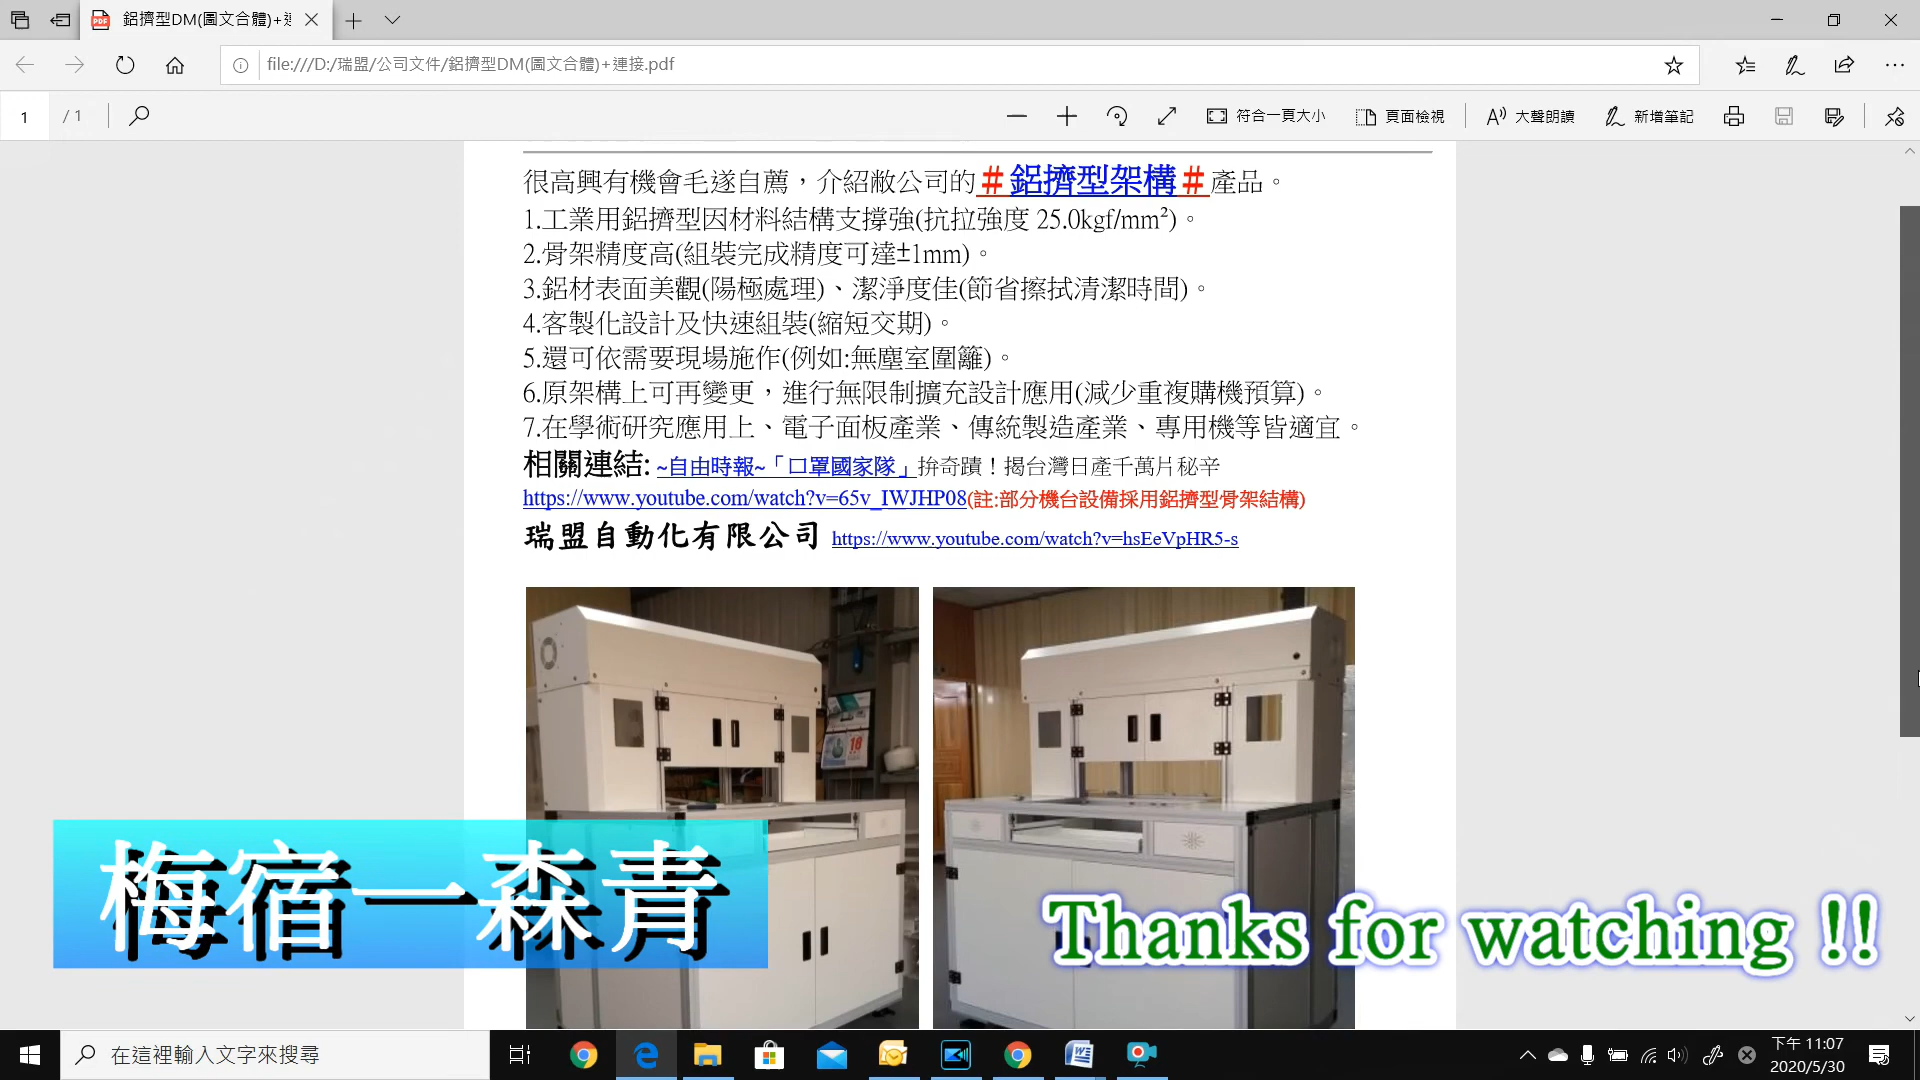 鋁擠型DM(圖文合體)+連
file:///D:/瑞盟/公司文件/鋁擠型DM(圖文合體)+連接.pdf
1 / 1 符合一頁大小 頁面檢視 大聲朗讀 新增筆記
很高興有機會毛遂自薦，介紹敝公司的#鋁擠型架構#產品。
1.工業用鋁擠型因材料結構支撐強(抗拉強度 25.0kgf/mm²)。
2.骨架精度高(組裝完成精度可達±1mm)。
3.鋁材表面美觀(陽極處理)、潔淨度佳(節省擦拭清潔時間)。
4.客製化設計及快速組裝(縮短交期)。
5.還可依需要現場施作(例如:無塵室圍籬)。
6.原架構上可再變更，進行無限制擴充設計應用(減少重複購機預算)。
7.在學術研究應用上、電子面板產業、傳統製造產業、專用機等皆適宜。
相關連結: ~自由時報~「口罩國家隊」拚奇蹟！揭台灣日產千萬片秘辛
https://www.youtube.com/watch?v=65v_IWJHP08(註:部分機台設備採用鋁擠型骨架結構)
瑞盟自動化有限公司 https://www.youtube.com/watch?v=hsEeVpHR5-s
梅宿一森青
Thanks for watching !!
在這裡輸入文字來搜尋
下午 11:07
2020/5/30